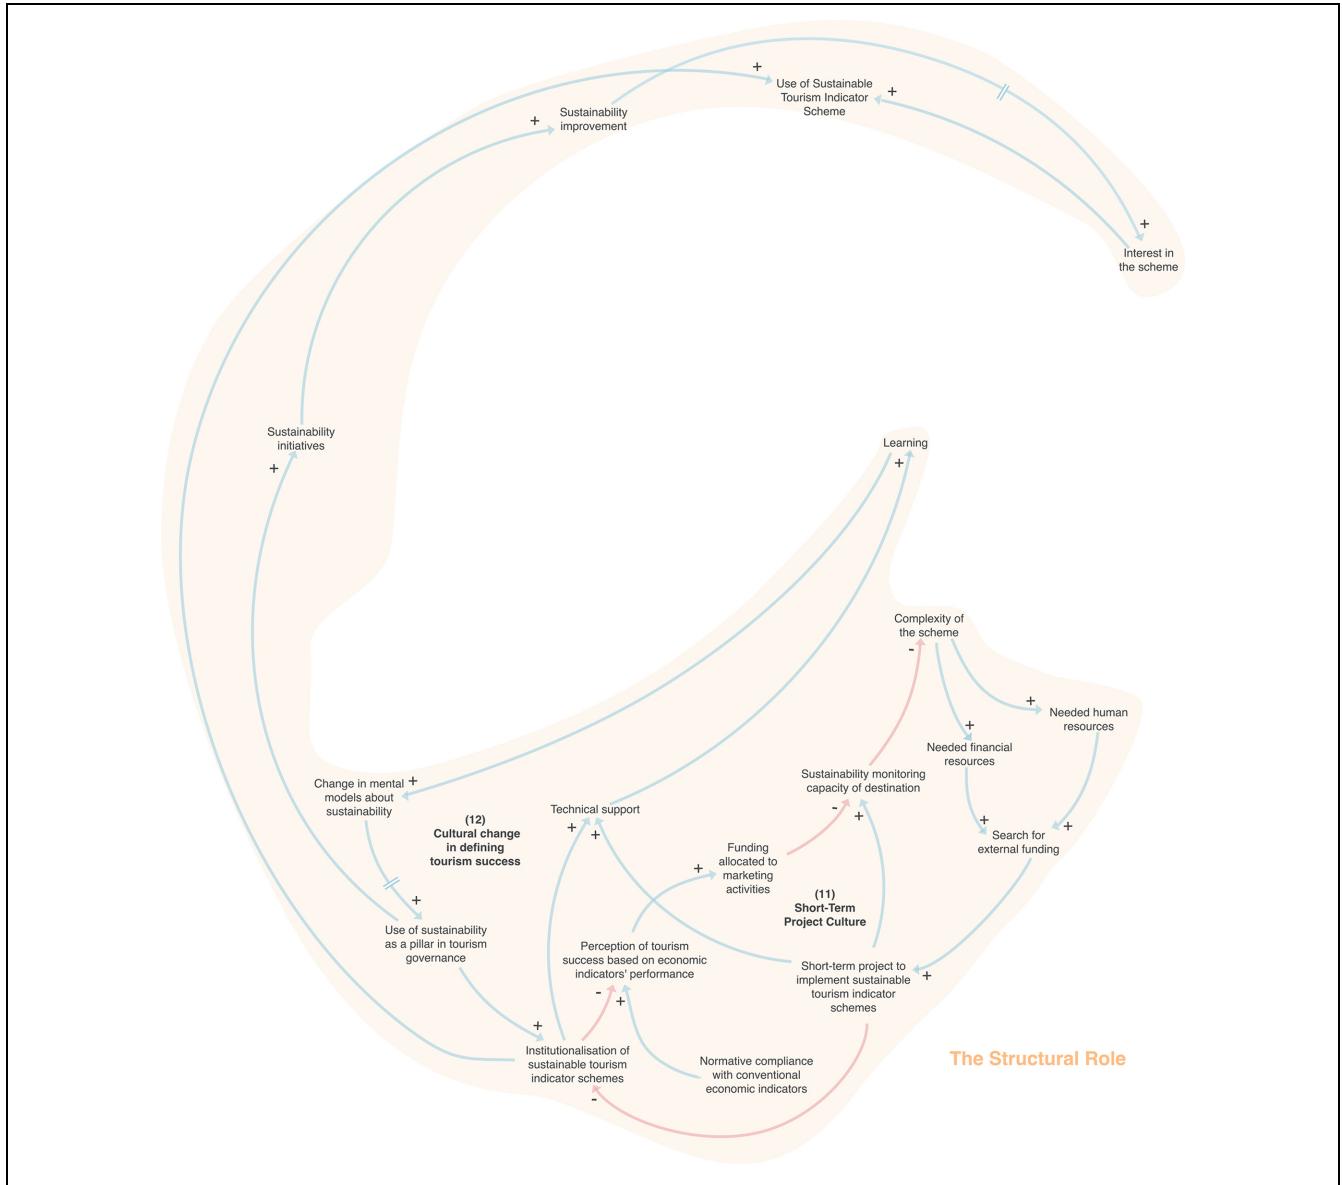 +
Use of Sustainable
Tourism Indicator
Scheme
+
Sustainability
improvement
+
+
Interest in
the scheme
Sustainability
initiatives
+
Learning
+
Complexity of
the scheme
-
+
Needed human
resources
+
Needed financial
resources
Change in mental
models about
sustainability
+
Sustainability monitoring
capacity of destination
-
+
Technical support
+
+
(12)
Cultural change
in defining
tourism success
+
Search for
external funding
+
Funding
allocated to
marketing
activities
+
(11)
Short-Term
Project Culture
+
Use of sustainability
as a pillar in tourism
governance
Perception of tourism
success based on economic
indicators' performance
-
+
Short-term project to
implement sustainable
tourism indicator
schemes
+
+
Institutionalisation of
sustainable tourism
indicator schemes
-
Normative compliance
with conventional
economic indicators
The Structural Role